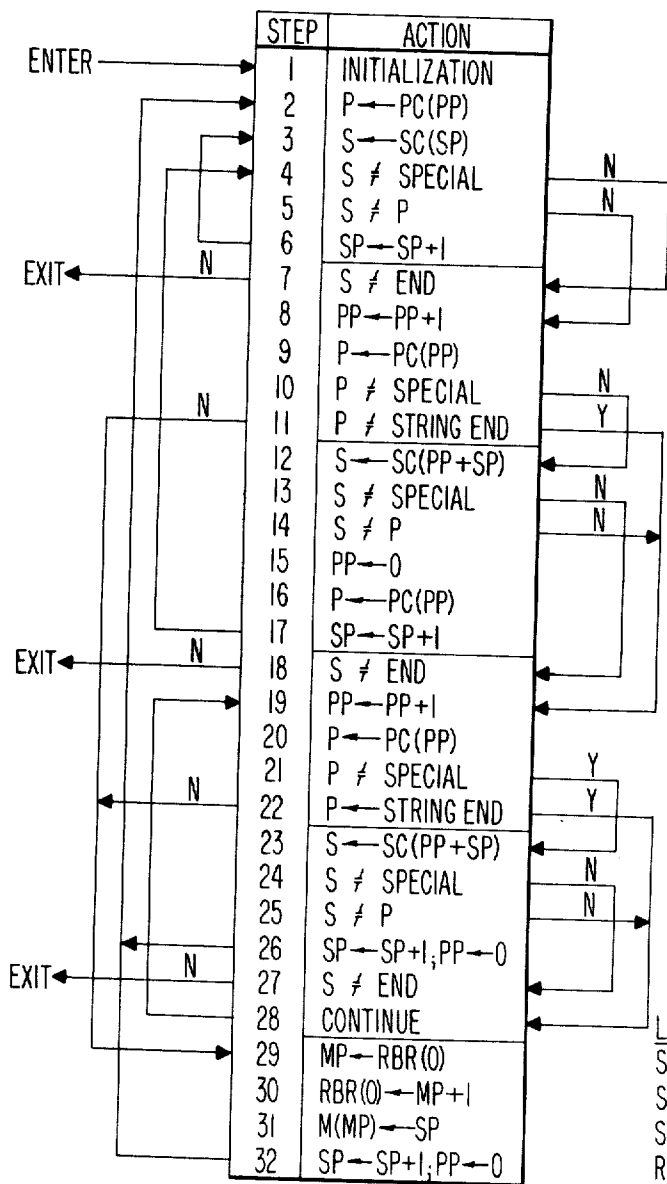 STEP ACTION
ENTER 1 INITIALIZATION
2 P←PC(PP)
3 S←SC(SP)
4 S ≠ SPECIAL N
5 S ≠ P N
6 SP←SP+1
EXIT N 7 S ≠ END
8 PP←PP+1
9 P←PC(PP)
10 P ≠ SPECIAL N
N 11 P ≠ STRING END Y
12 S←SC(PP+SP)
13 S ≠ SPECIAL N
14 S ≠ P N
15 PP←0
16 P←PC(PP)
17 SP←SP+1
EXIT N 18 S ≠ END
19 PP←PP+1
20 P←PC(PP)
21 P ≠ SPECIAL Y
N 22 P←STRING END Y
23 S←SC(PP+SP)
24 S ≠ SPECIAL N
25 S ≠ P N
26 SP←SP+1;PP←0
EXIT N 27 S ≠ END
28 CONTINUE
L
29 MP←RBR(0)
S
30 RBR(0)←MP+1
S
31 M(MP)←SP
S
32 SP←SP+1;PP←0
R